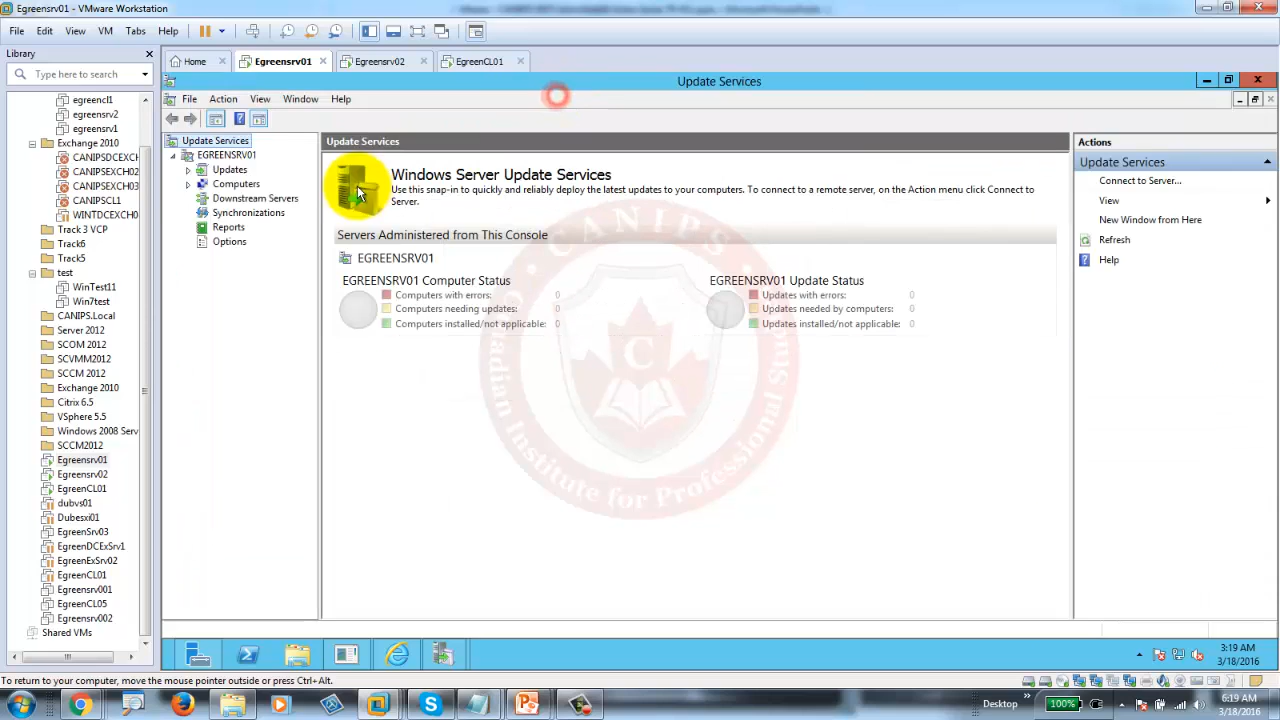 Egreensrv01 - VMware Workstation
File Edit View VM Tabs Help
Library
Type here to search
Home
Egreensrv01
Egreensrv02
EgreenCL01
egreencl1
egreensrv2
egreensrv1
Exchange 2010
CANIPSDCEXCH
CANIPSEXCH02
CANIPSEXCH03
CANIPSCL1
WINTDCEXCH0
Track 3 VCP
Track6
Track5
test
WinTest11
Win7test
CANIPS.Local
Server 2012
SCOM 2012
SCVMM2012
SCCM 2012
Exchange 2010
Citrix 6.5
VSphere 5.5
Windows 2008 Serv
SCCM2012
Egreensrv01
Egreensrv02
EgreenCL01
dubvs01
Dubesxi01
EgreenSrv03
EgreenDCExSrv1
EgreenExSrv02
EgreenCL01
Egreensrv001
EgreenCL05
Egreensrv002
Shared VMs
Update Services
File Action View Window Help
Update Services
EGREENSRV01
Updates
Computers
Downstream Servers
Synchronizations
Reports
Options
Update Services
Windows Server Update Services
Use this snap-in to quickly and reliably deploy the latest updates to your computers. To connect to a remote server, on the Action menu click Connect to
Server.
Servers Administered from This Console
EGREENSRV01
EGREENSRV01 Computer Status
Computers with errors: 0
Computers needing updates: 0
Computers installed/not applicable: 0
EGREENSRV01 Update Status
Updates with errors: 0
Updates needed by computers: 0
Updates installed/not applicable: 0
CANIPS
C
Canadian Institute for Professional Studies
Actions
Update Services
Connect to Server...
View
New Window from Here
Refresh
Help
3:19 AM
3/18/2016
To return to your computer, move the mouse pointer outside or press Ctrl+Alt.
Desktop
100%
6:19 AM
3/18/2016